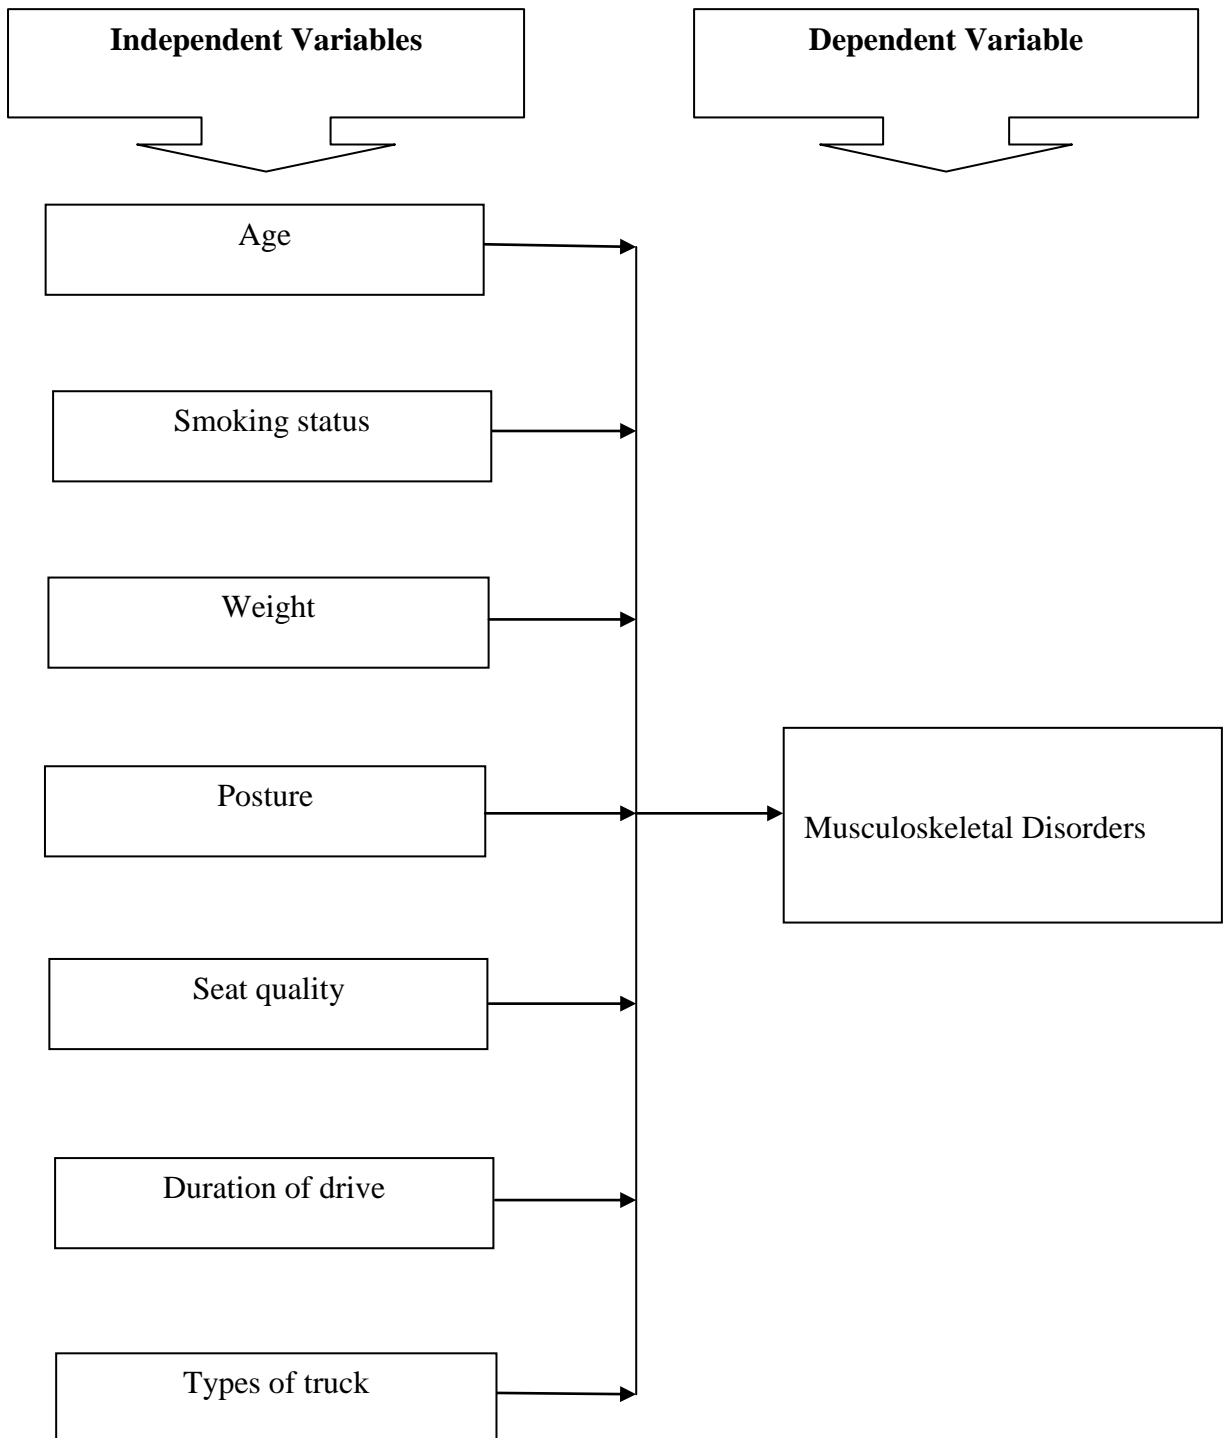 Independent Variables
Dependent Variable
Age
Smoking status
Weight
Posture
Musculoskeletal Disorders
Seat quality
Duration of drive
Types of truck